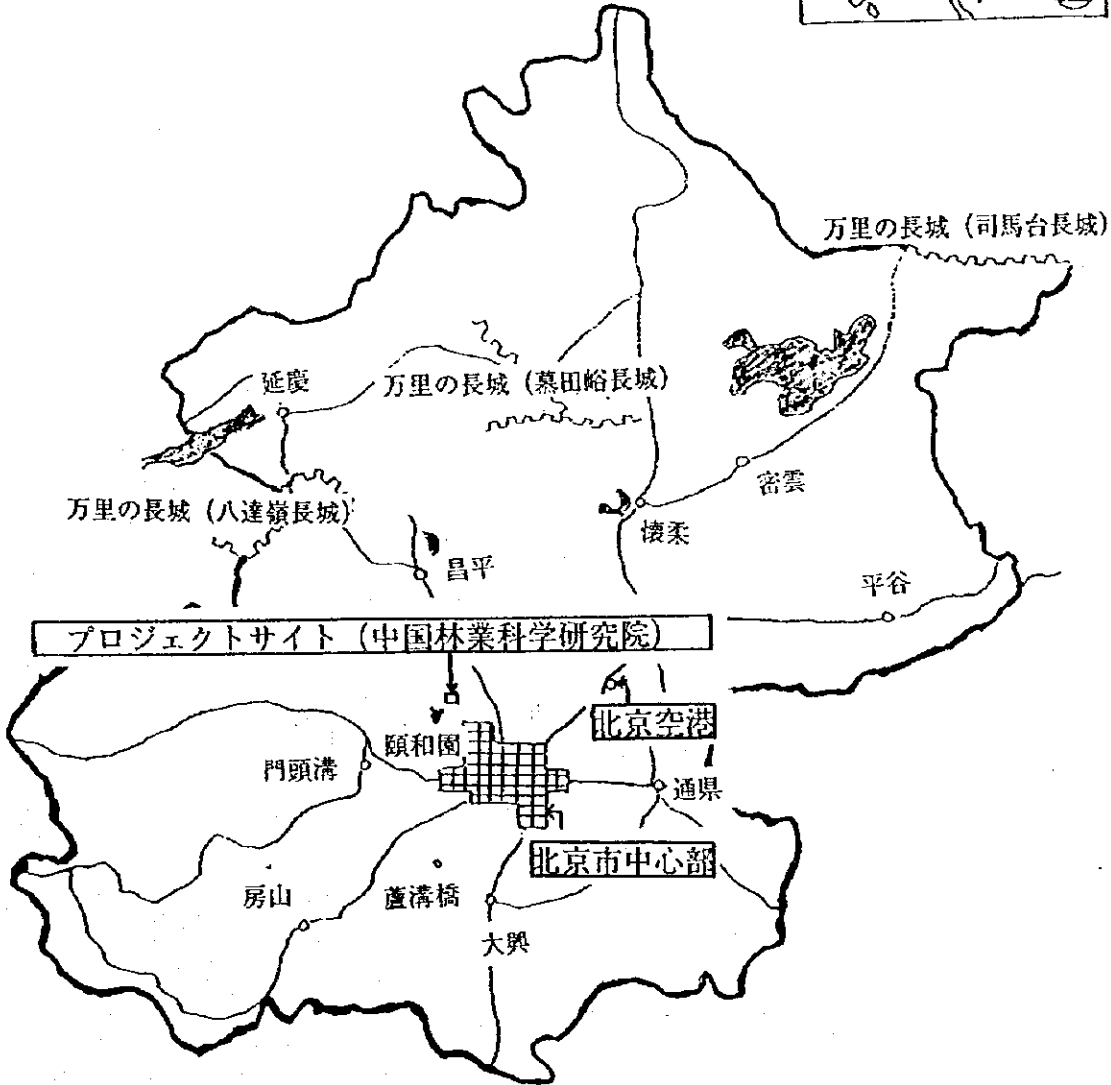 万里の長城（司馬台長城）
延慶
万里の長城（慕田峪長城）
密雲
万里の長城（八達嶺長城）
懐柔
昌平
平谷
プロジェクトサイト（中国林業科学研究院）
北京空港
頤和園
門頭溝
通県
北京市中心部
房山
蘆溝橋
大興